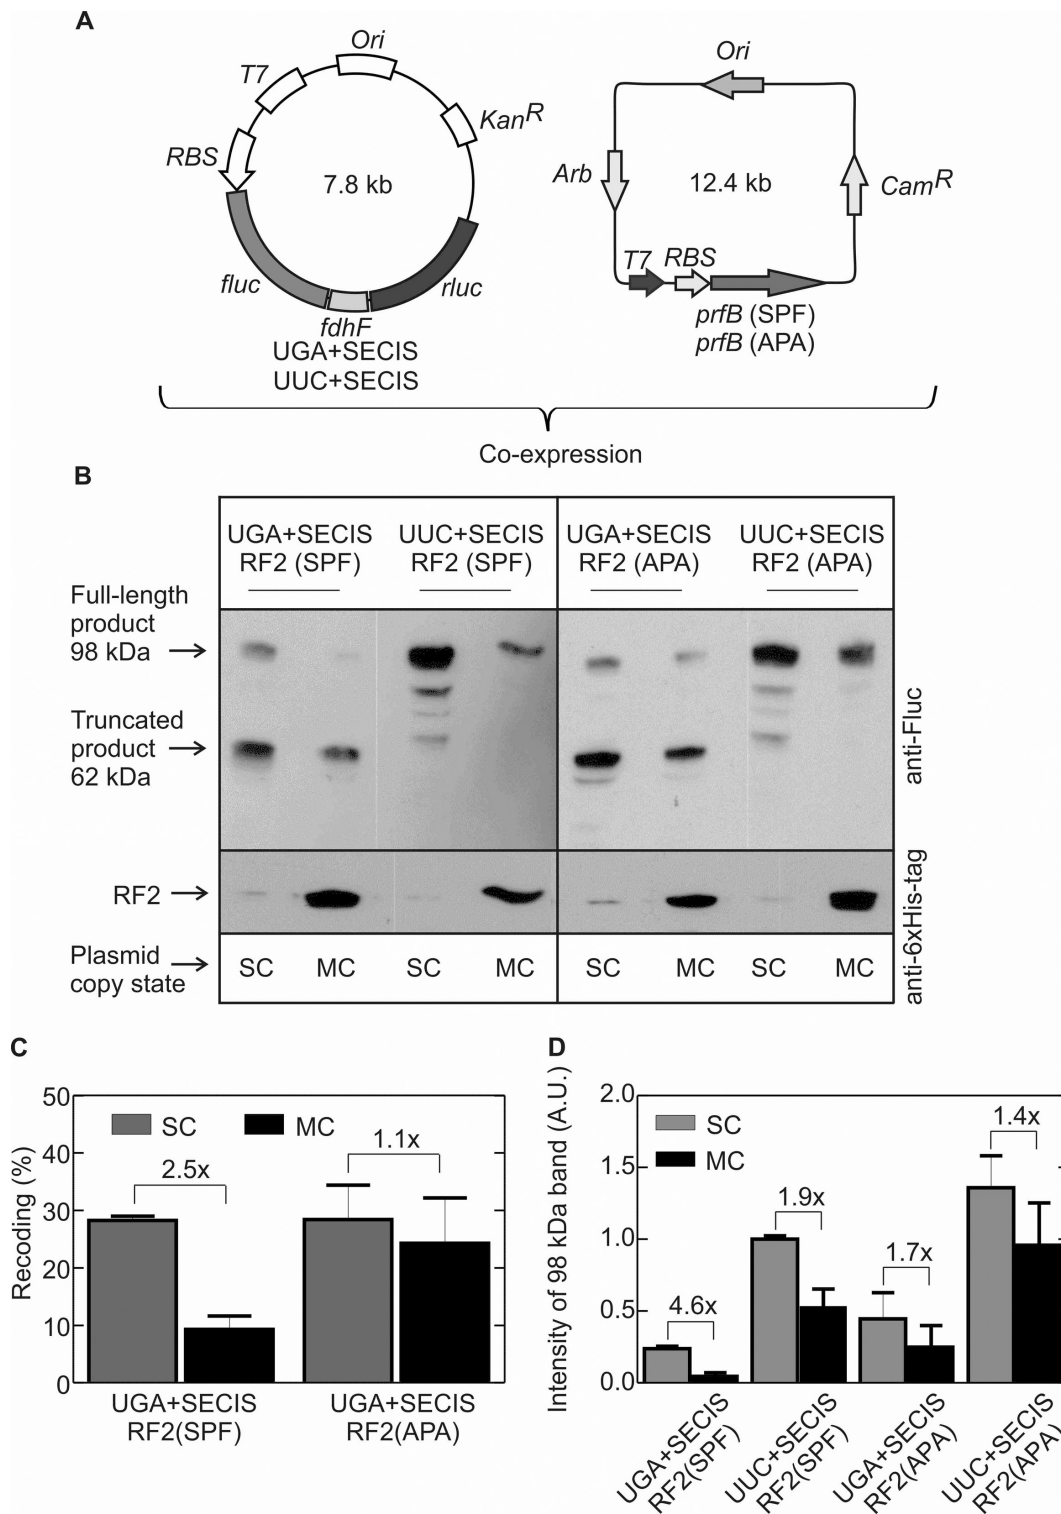 A
Ori
T7
Kan^R
RBS
7.8 kb
fluc
rluc
fdhF
UGA+SECIS
UUC+SECIS
Ori
Arb
12.4 kb
Cam^R
T7 RBS
prfB (SPF)
prfB (APA)
Co-expression
B
UGA+SECIS UUC+SECIS UGA+SECIS UUC+SECIS
RF2 (SPF) RF2 (SPF) RF2 (APA) RF2 (APA)
Full-length
product
98 kDa
Truncated
product
62 kDa
anti-Fluc
RF2
anti-6xHis-tag
Plasmid
copy state
SC MC SC MC SC MC SC MC
C
Recoding (%)
50
40
30
20
10
0
SC MC
2.5x
1.1x
UGA+SECIS UGA+SECIS
RF2(SPF) RF2(APA)
D
Intensity of 98 kDa band (A.U.)
2.0
1.5
1.0
0.5
0.0
SC
MC
4.6x
1.9x
1.7x
1.4x
UGA+SECIS
RF2(SPF)
UUC+SECIS
RF2(SPF)
UGA+SECIS
RF2(APA)
UUC+SECIS
RF2(APA)